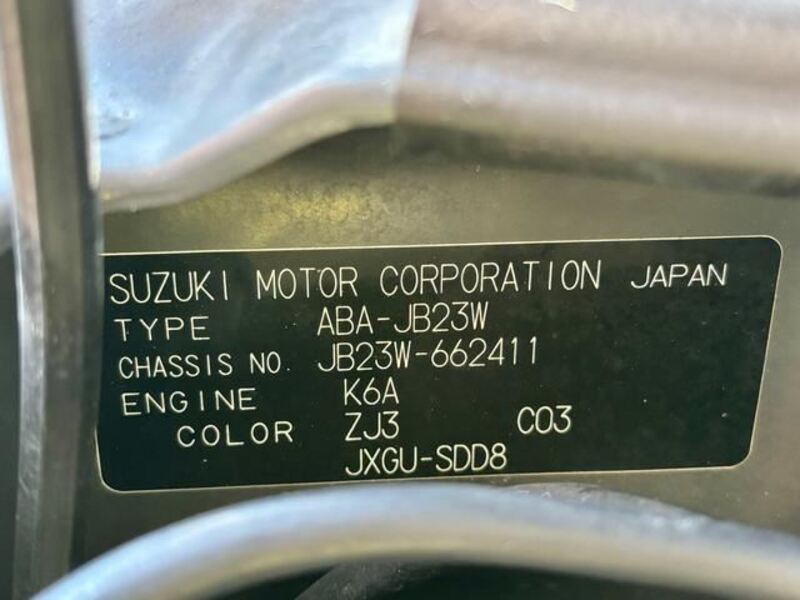 SUZUKI MOTOR CORPORATION JAPAN
TYPE ABA-JB23W
CHASSIS NO. JB23W-662411
ENGINE K6A
COLOR ZJ3 C03
JXGU-SDD8